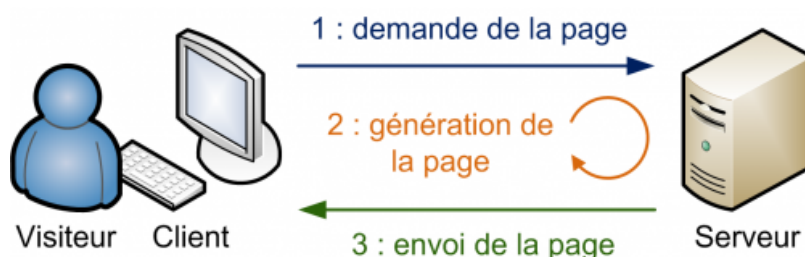 1 : demande de la page
2 : génération de
la page
3 : envoi de la page
Visiteur
Client
Serveur